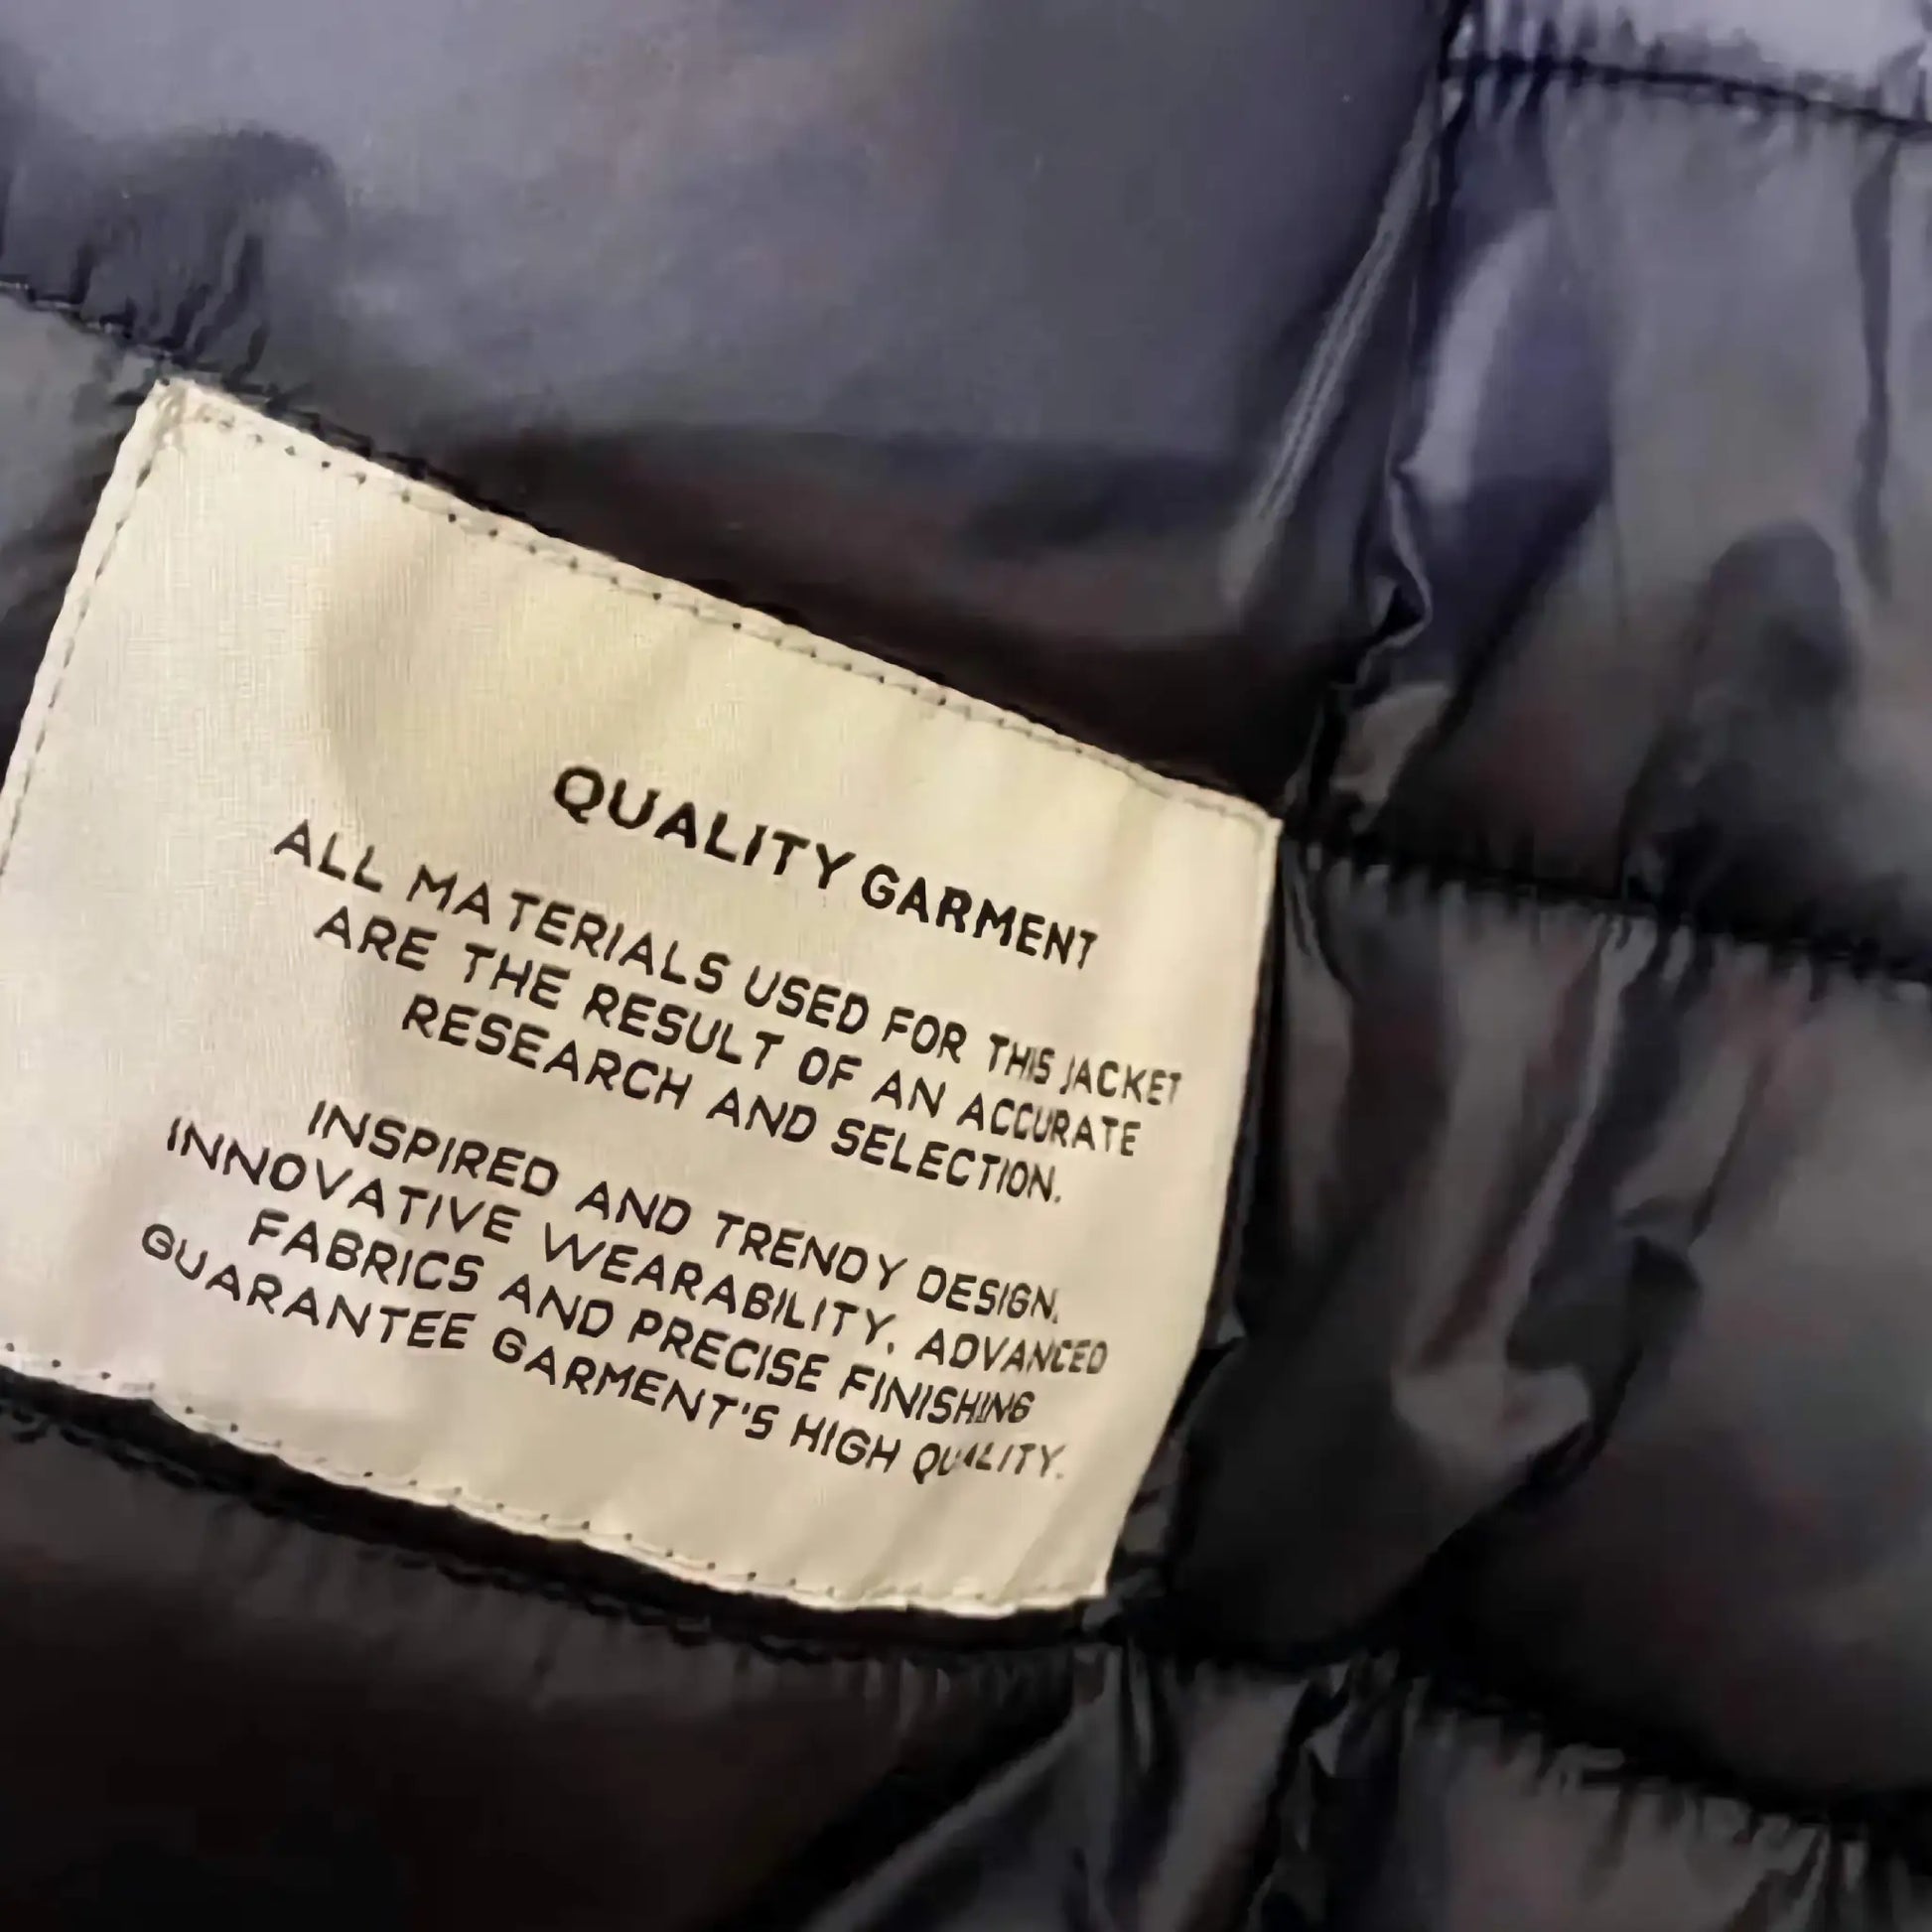 QUALITY GARMENT
ALL MATERIALS USED FOR THIS JACKET
ARE THE RESULT OF AN ACCURATE
RESEARCH AND SELECTION.
INSPIRED AND TRENDY DESIGN,
INNOVATIVE WEARABILITY, ADVANCED
FABRICS AND PRECISE FINISHING
GUARANTEE GARMENT'S HIGH QUALITY.